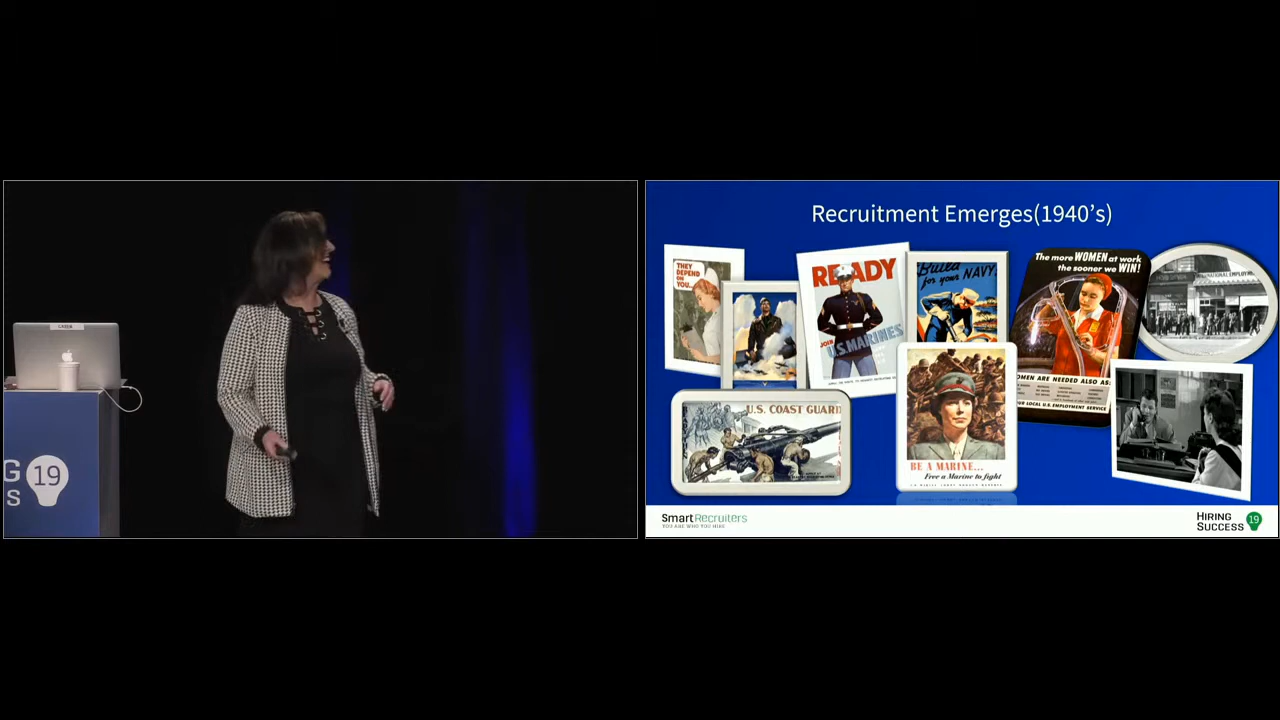 G 19
S
Recruitment Emerges(1940's)
THEY
DEPEND
ON
YOU...
READY
JOIN
U.S. MARINES
Build
for your NAVY!
The more WOMEN at work
the sooner we WIN!
WOMEN ARE NEEDED ALSO AS:
YOUR LOCAL U.S. EMPLOYMENT SERVICE
U.S. COAST GUARD
BE A MARINE...
Free a Marine to fight
SmartRecruiters
YOU ARE WHO YOU HIRE
HIRING
SUCCESS 19